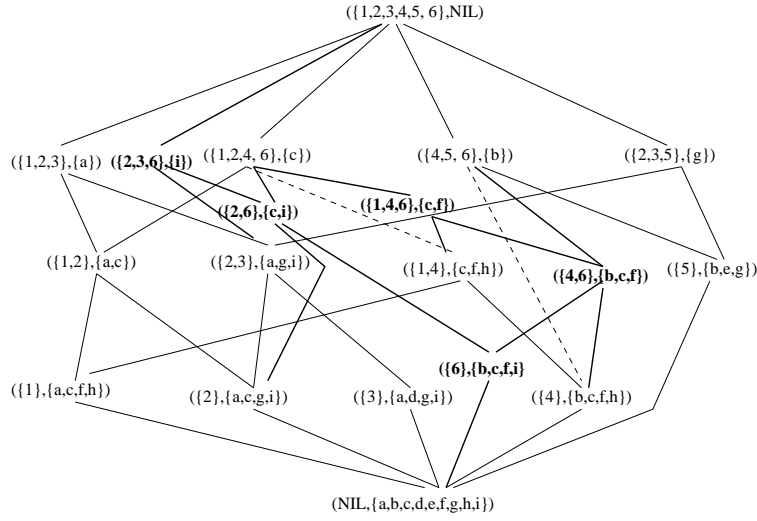 ({1,2,3,4,5, 6},NIL)
({1,2,3},{a})
({2,3,6},{i})
({1,2,4, 6},{c})
({4,5, 6},{b})
({2,3,5},{g})
({2,6},{c,i})
({1,4,6},{c,f})
({1,2},{a,c})
({2,3},{a,g,i})
({1,4},{c,f,h})
({4,6},{b,c,f})
({5},{b,e,g})
({6},{b,c,f,i}
({1},{a,c,f,h})
({2},{a,c,g,i})
({3},{a,d,g,i})
({4},{b,c,f,h})
(NIL,{a,b,c,d,e,f,g,h,i})